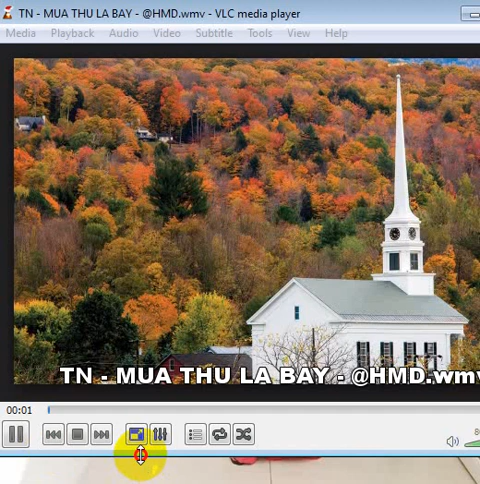 TN - MUA THU LA BAY - @HMD.wmv - VLC media player
Media Playback Audio Video Subtitle Tools View Help
TN - MUA THU LA BAY - @HMD.wmv
00:01